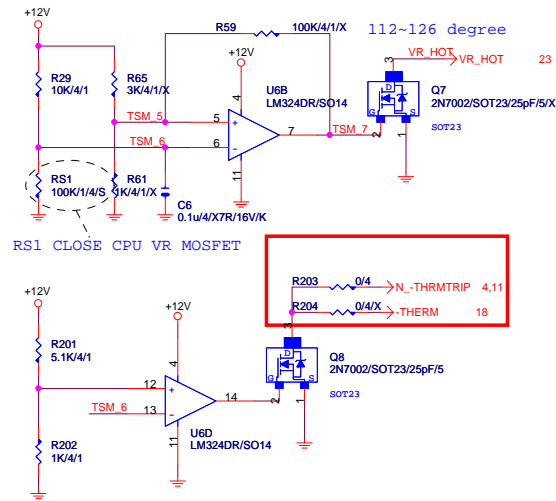 +12V
R29
10K/4/1
R65
3K/4/1/X
R59
100K/4/1/X
+12V
112~126 degree
VR_HOT
VR_HOT 23
3
Q7
2N7002/SOT23/25pF/5/X
D
G S
SOT23
2
1
U6B
LM324DR/SO14
4
TSM_5 5
+
TSM_6 6
-
7 TSM_7
11
RS1
100K/1/4/S
R61
1K/4/1/X
C6
0.1u/4/X7R/16V/K
RS1 CLOSE CPU VR MOSFET
R203 0/4 N_-THRMTRIP 4,11
R204 0/4/X -THERM 18
3
+12V
+12V
R201
5.1K/4/1
4
12
+
TSM_6 13
-
14
11
U6D
LM324DR/SO14
D
G S
Q8
2N7002/SOT23/25pF/5
SOT23
2
1
R202
1K/4/1